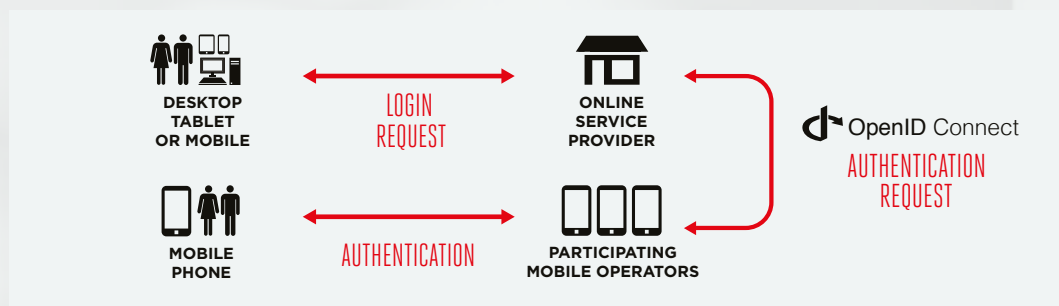 DESKTOP
TABLET
OR MOBILE
LOGIN
REQUEST
ONLINE
SERVICE
PROVIDER
OpenID Connect
AUTHENTICATION
REQUEST
MOBILE
PHONE
AUTHENTICATION
PARTICIPATING
MOBILE OPERATORS